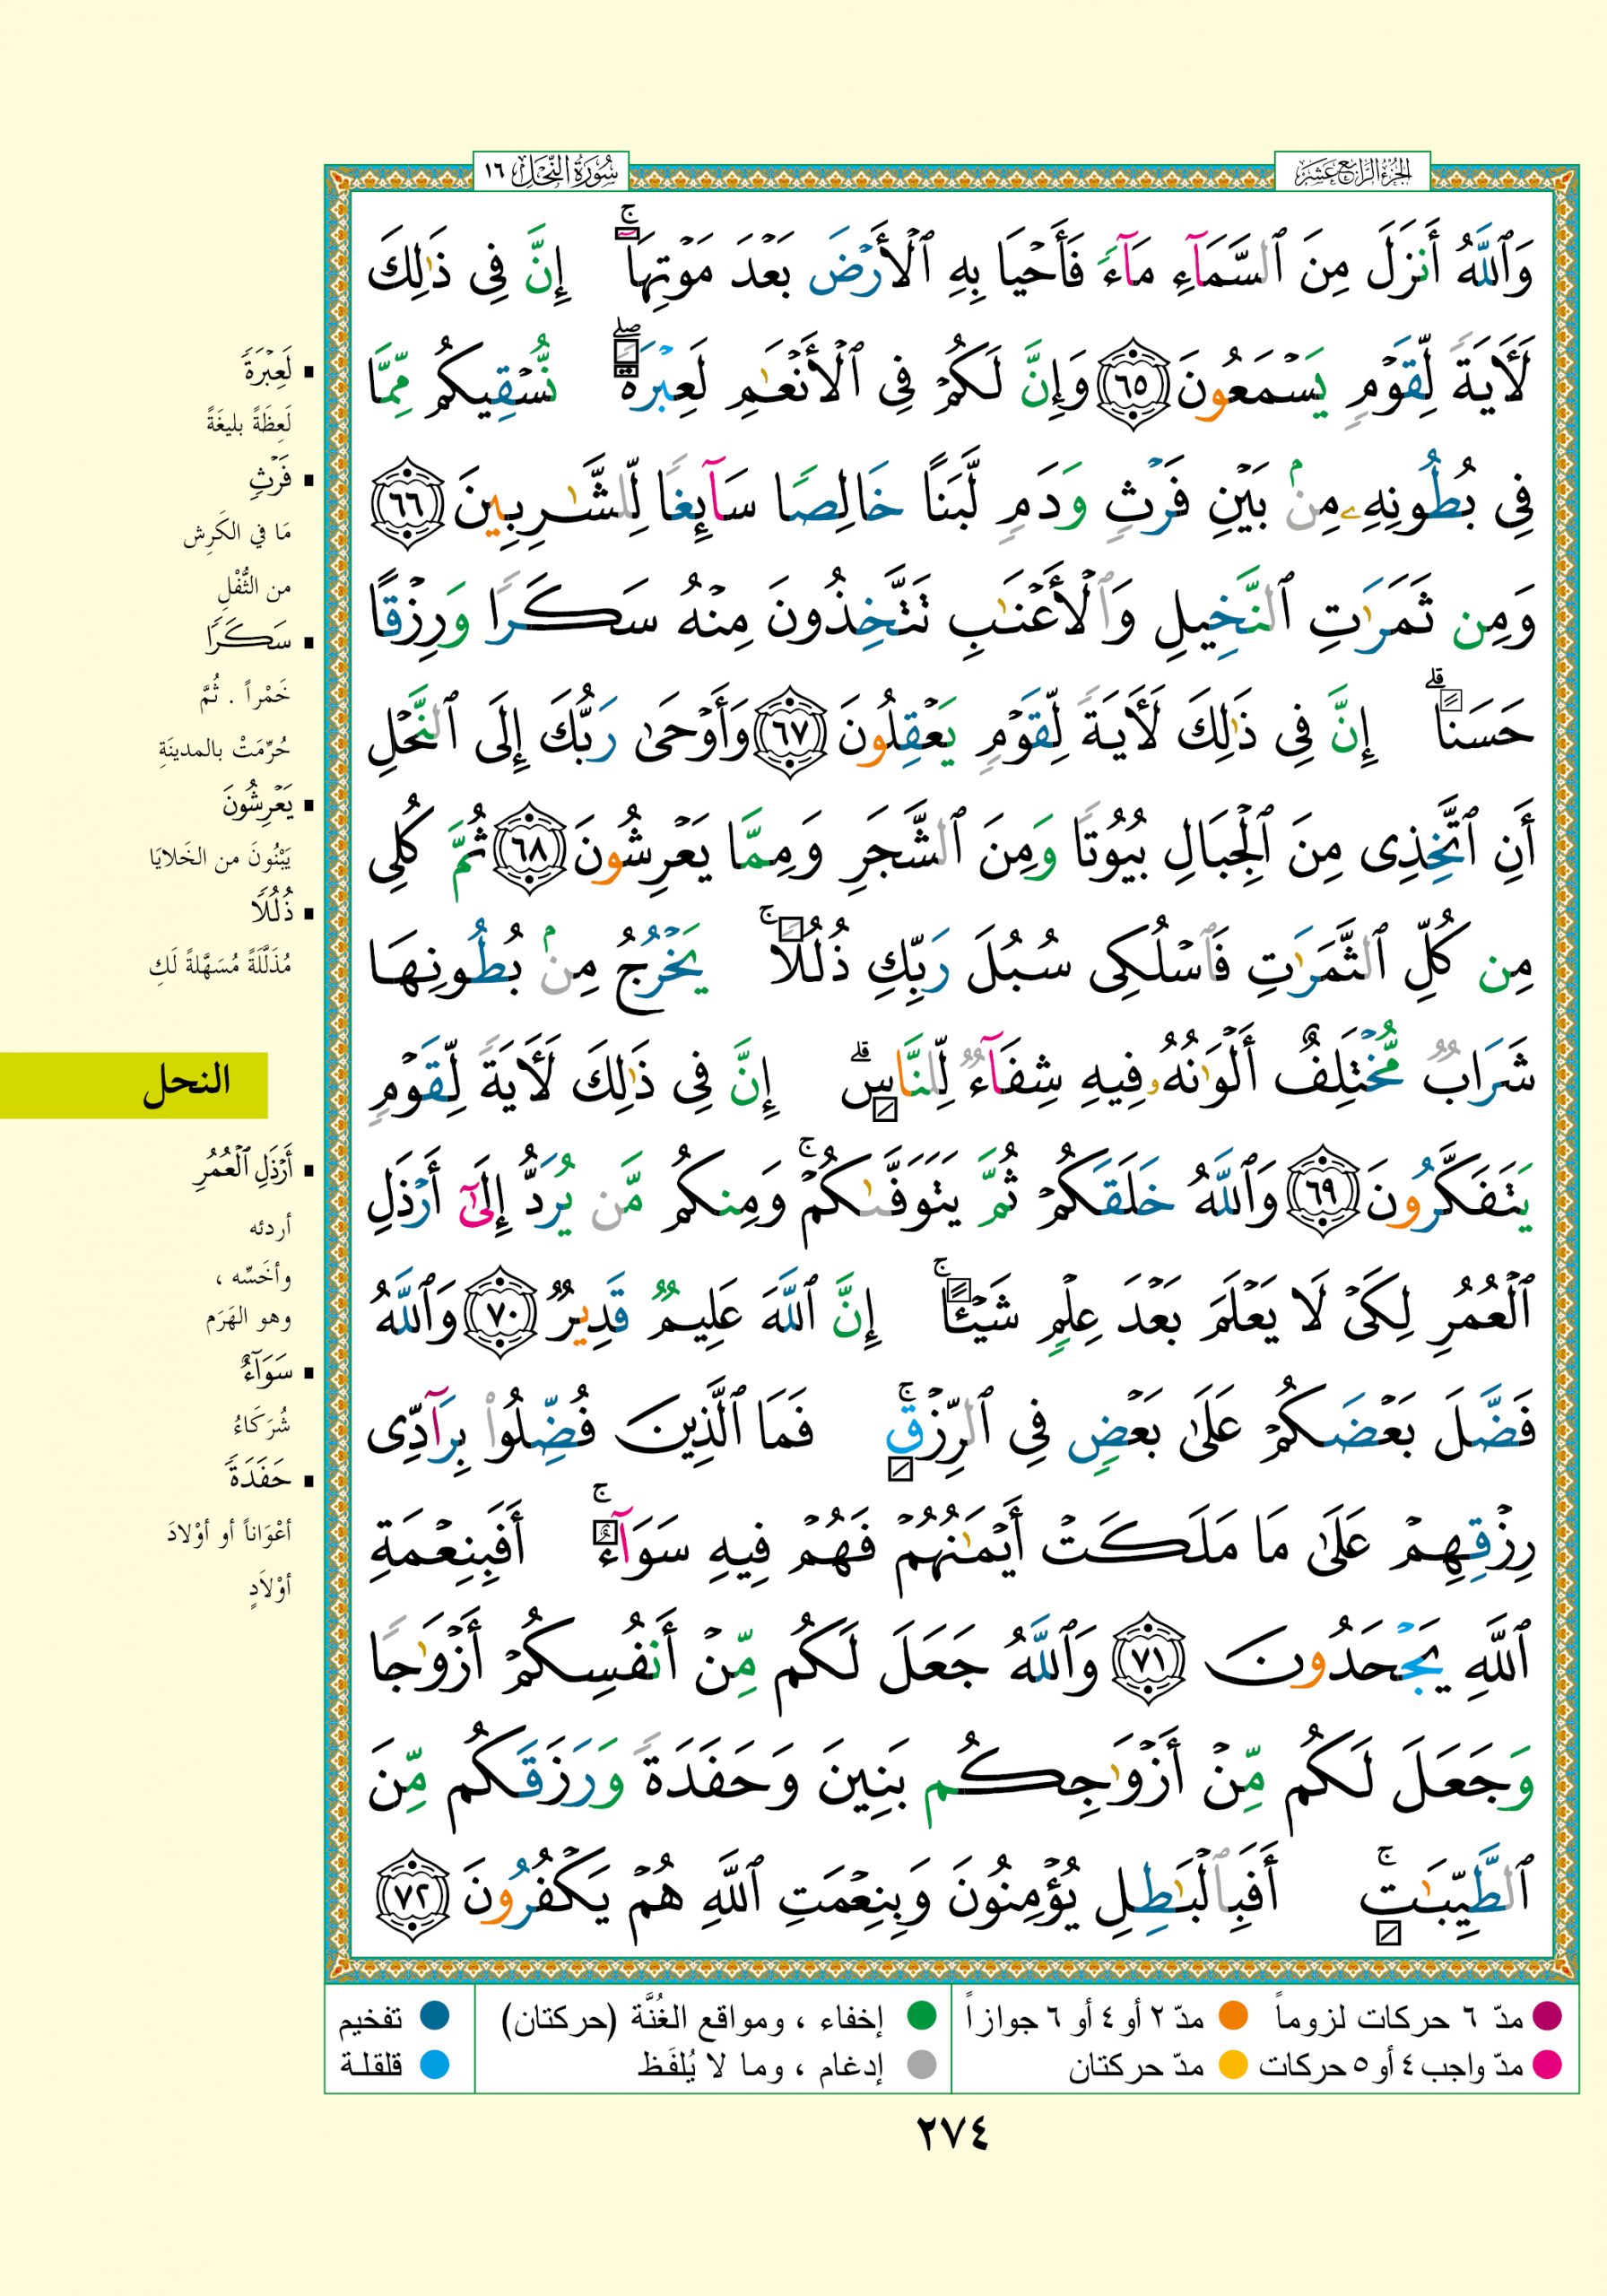 الجزء الرابع عشر
سورة النحل ١٦
وَٱللَّهُ أَنزَلَ مِنَ ٱلسَّمَآءِ مَآءً فَأَحْيَا بِهِ ٱلْأَرْضَ بَعْدَ مَوْتِهَآ ۚ إِنَّ فِى ذَٰلِكَ
لَءَايَةً لِّقَوْمٍ يَسْمَعُونَ ٦٥ وَإِنَّ لَكُمْ فِى ٱلْأَنْعَٰمِ لَعِبْرَةً ۖ نُّسْقِيكُم مِّمَّا
فِى بُطُونِهِۦ مِنۢ بَيْنِ فَرْثٍ وَدَمٍ لَّبَنًا خَالِصًا سَآئِغًا لِّلشَّٰرِبِينَ ٦٦
وَمِن ثَمَرَٰتِ ٱلنَّخِيلِ وَٱلْأَعْنَٰبِ تَتَّخِذُونَ مِنْهُ سَكَرًا وَرِزْقًا
حَسَنًا ۗ إِنَّ فِى ذَٰلِكَ لَءَايَةً لِّقَوْمٍ يَعْقِلُونَ ٦٧ وَأَوْحَىٰ رَبُّكَ إِلَى ٱلنَّحْلِ
أَنِ ٱتَّخِذِى مِنَ ٱلْجِبَالِ بُيُوتًا وَمِنَ ٱلشَّجَرِ وَمِمَّا يَعْرِشُونَ ٦٨ ثُمَّ كُلِى
مِن كُلِّ ٱلثَّمَرَٰتِ فَٱسْلُكِى سُبُلَ رَبِّكِ ذُلُلًا ۚ يَخْرُجُ مِنۢ بُطُونِهَا
شَرَابٌ مُّخْتَلِفٌ أَلْوَٰنُهُۥ فِيهِ شِفَآءٌ لِّلنَّاسِ ۗ إِنَّ فِى ذَٰلِكَ لَءَايَةً لِّقَوْمٍ
يَتَفَكَّرُونَ ٦٩ وَٱللَّهُ خَلَقَكُمْ ثُمَّ يَتَوَفَّىٰكُمْ ۚ وَمِنكُم مَّن يُرَدُّ إِلَىٰٓ أَرْذَلِ
ٱلْعُمُرِ لِكَىْ لَا يَعْلَمَ بَعْدَ عِلْمٍ شَيْـًٔا ۚ إِنَّ ٱللَّهَ عَلِيمٌ قَدِيرٌ ٧٠ وَٱللَّهُ
فَضَّلَ بَعْضَكُمْ عَلَىٰ بَعْضٍ فِى ٱلرِّزْقِ ۚ فَمَا ٱلَّذِينَ فُضِّلُوا۟ بِرَآدِّى
رِزْقِهِمْ عَلَىٰ مَا مَلَكَتْ أَيْمَٰنُهُمْ فَهُمْ فِيهِ سَوَآءٌ ۚ أَفَبِنِعْمَةِ
ٱللَّهِ يَجْحَدُونَ ٧١ وَٱللَّهُ جَعَلَ لَكُم مِّنْ أَنفُسِكُمْ أَزْوَٰجًا
وَجَعَلَ لَكُم مِّنْ أَزْوَٰجِكُم بَنِينَ وَحَفَدَةً وَرَزَقَكُم مِّنَ
ٱلطَّيِّبَٰتِ ۚ أَفَبِٱلْبَٰطِلِ يُؤْمِنُونَ وَبِنِعْمَتِ ٱللَّهِ هُمْ يَكْفُرُونَ ٧٢
لَعِبْرَةً
لَعِظَةً بليغَةً
فَرْثٍ
مَا في الكَرِش
من الثُّفْلِ
سَكَرًا
خَمْراً . ثُمَّ
حُرِّمَتْ بالمدينَةِ
يَعْرِشُونَ
يَبْنُونَ من الخَلايَا
ذُلُلًا
مُذَلَّلَةً مُسَهَّلةً لَكِ
النحل
أَرْذَلِ ٱلْعُمُرِ
أردئه
وأخَسِّه ،
وهو الهَرَم
سَوَآءٌ
شُرَكَاءُ
حَفَدَةً
أعْوَاناً أو أوْلادَ
أوْلاَدٍ
مدّ ٦ حركات لزوماً مدّ ٢ أو ٤ أو ٦ جوازاً إخفاء ، ومواقع الغُنَّة (حركتان) تفخيم
مدّ واجب ٤ أو ٥ حركات مدّ حركتان إدغام ، وما لا يُلفَظ قلقلة
٢٧٤